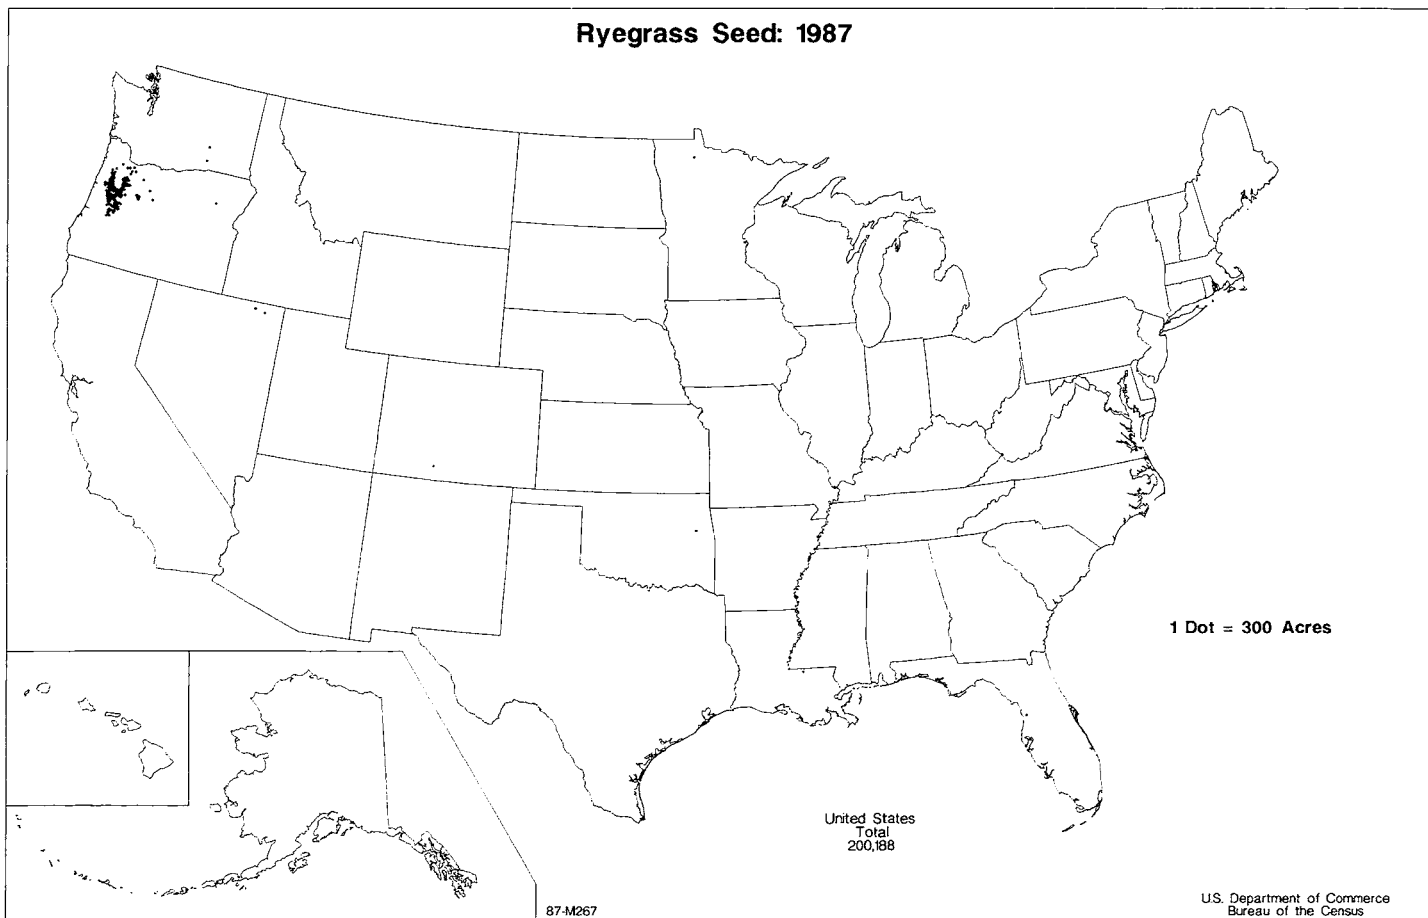 Ryegrass Seed: 1987
1 Dot = 300 Acres
United States
Total
200,188
87-M267
U.S. Department of Commerce
Bureau of the Census